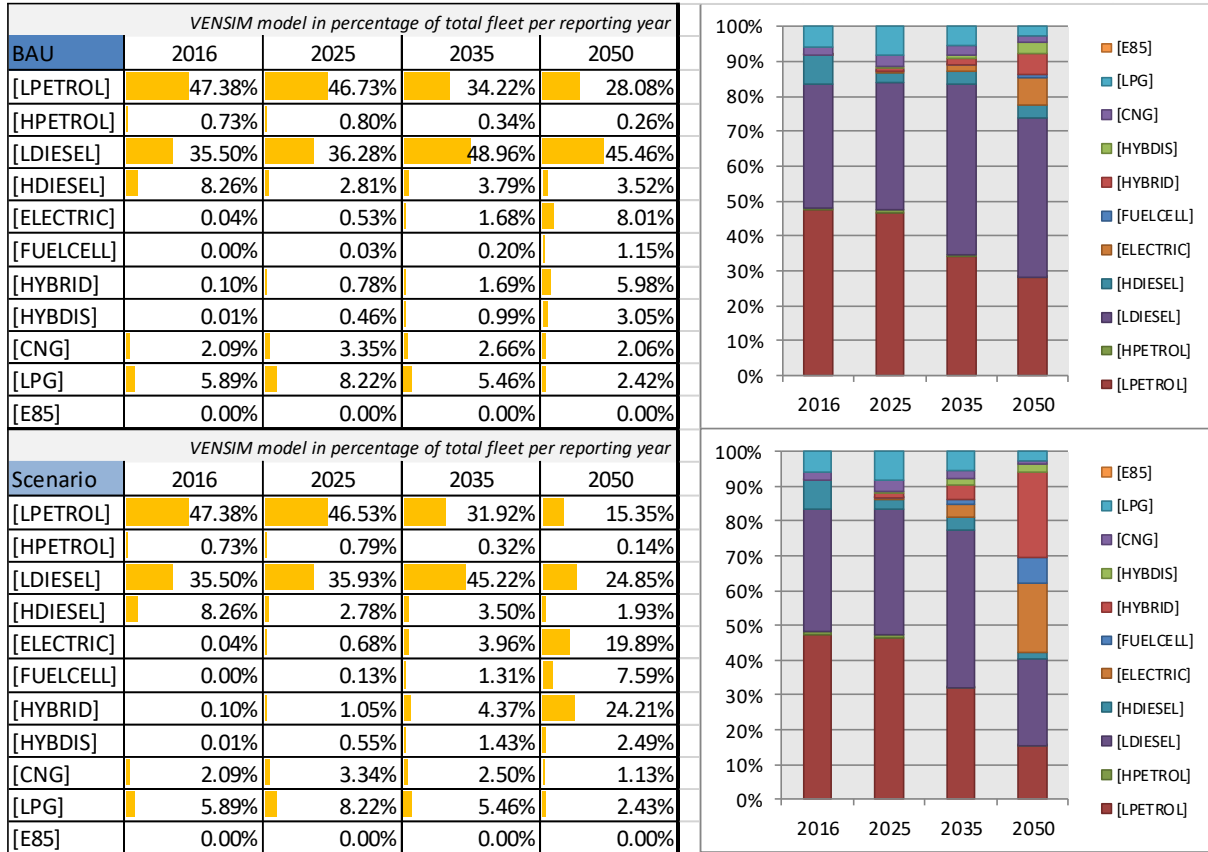 VENSIM model in percentage of total fleet per reporting year
BAU 2016 2025 2035 2050
[LPETROL] 47.38% 46.73% 34.22% 28.08%
[HPETROL] 0.73% 0.80% 0.34% 0.26%
[LDIESEL] 35.50% 36.28% 48.96% 45.46%
[HDIESEL] 8.26% 2.81% 3.79% 3.52%
[ELECTRIC] 0.04% 0.53% 1.68% 8.01%
[FUELCELL] 0.00% 0.03% 0.20% 1.15%
[HYBRID] 0.10% 0.78% 1.69% 5.98%
[HYBDIS] 0.01% 0.46% 0.99% 3.05%
[CNG] 2.09% 3.35% 2.66% 2.06%
[LPG] 5.89% 8.22% 5.46% 2.42%
[E85] 0.00% 0.00% 0.00% 0.00%
100%
90%
80%
70%
60%
50%
40%
30%
20%
10%
0%
2016 2025 2035 2050
[E85]
[LPG]
[CNG]
[HYBDIS]
[HYBRID]
[FUELCELL]
[ELECTRIC]
[HDIESEL]
[LDIESEL]
[HPETROL]
[LPETROL]
VENSIM model in percentage of total fleet per reporting year
Scenario 2016 2025 2035 2050
[LPETROL] 47.38% 46.53% 31.92% 15.35%
[HPETROL] 0.73% 0.79% 0.32% 0.14%
[LDIESEL] 35.50% 35.93% 45.22% 24.85%
[HDIESEL] 8.26% 2.78% 3.50% 1.93%
[ELECTRIC] 0.04% 0.68% 3.96% 19.89%
[FUELCELL] 0.00% 0.13% 1.31% 7.59%
[HYBRID] 0.10% 1.05% 4.37% 24.21%
[HYBDIS] 0.01% 0.55% 1.43% 2.49%
[CNG] 2.09% 3.34% 2.50% 1.13%
[LPG] 5.89% 8.22% 5.46% 2.43%
[E85] 0.00% 0.00% 0.00% 0.00%
100%
90%
80%
70%
60%
50%
40%
30%
20%
10%
0%
2016 2025 2035 2050
[E85]
[LPG]
[CNG]
[HYBDIS]
[HYBRID]
[FUELCELL]
[ELECTRIC]
[HDIESEL]
[LDIESEL]
[HPETROL]
[LPETROL]